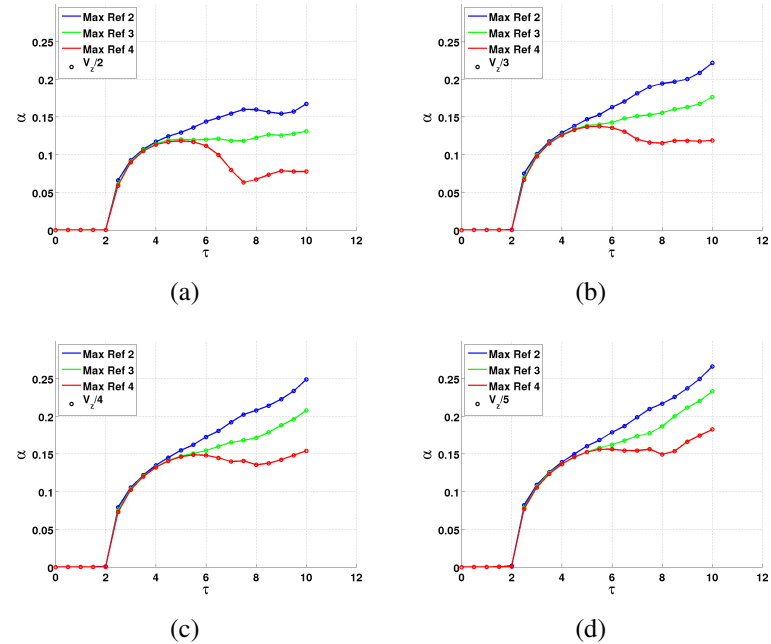 Max Ref 2
Max Ref 3
Max Ref 4
V_z/2
0.25
0.2
0.15
0.1
0.05
0
α
0 2 4 6 8 10 12
τ
(a)
Max Ref 2
Max Ref 3
Max Ref 4
V_z/3
0.25
0.2
0.15
0.1
0.05
0
α
0 2 4 6 8 10 12
τ
(b)
Max Ref 2
Max Ref 3
Max Ref 4
V_z/4
0.25
0.2
0.15
0.1
0.05
0
α
0 2 4 6 8 10 12
τ
(c)
Max Ref 2
Max Ref 3
Max Ref 4
V_z/5
0.25
0.2
0.15
0.1
0.05
0
α
0 2 4 6 8 10 12
τ
(d)